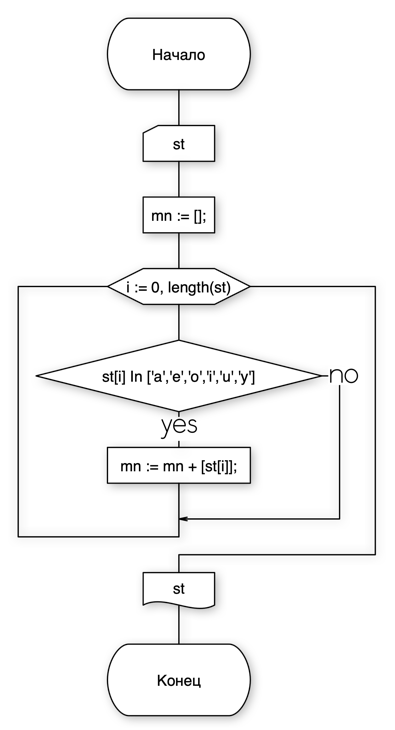 Начало
st
mn := [];
i := 0, length(st)
st[i] In ['a','e','o','i','u','y']
no
yes
mn := mn + [st[i]];
st
Конец